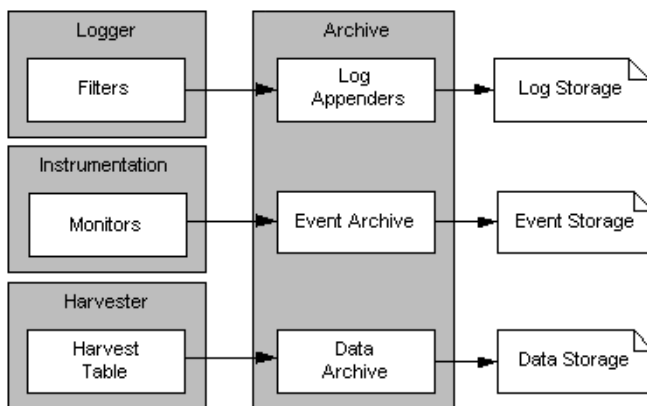 Logger
Filters
Archive
Log
Appenders
Log Storage
Instrumentation
Monitors
Event Archive
Event Storage
Harvester
Harvest
Table
Data
Archive
Data Storage